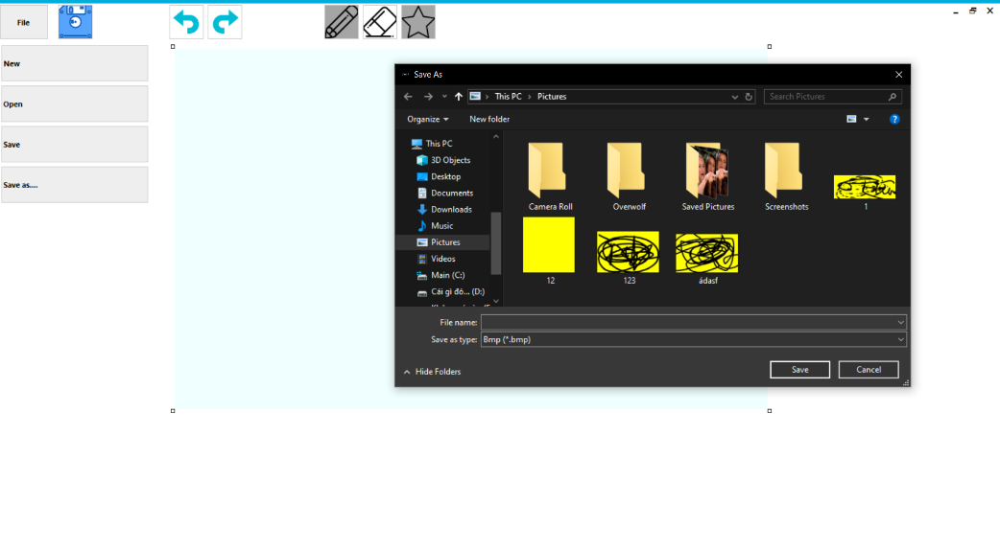 File
New
Open
Save
Save as....
Save As
This PC > Pictures
Search Pictures
Organize
New folder
This PC
3D Objects
Desktop
Documents
Downloads
Music
Pictures
Videos
Main (C:)
Cái gì đó... (D:)
Camera Roll
Overwolf
Saved Pictures
Screenshots
1
12
123
ádasf
File name:
Save as type: Bmp (*.bmp)
Hide Folders
Save
Cancel